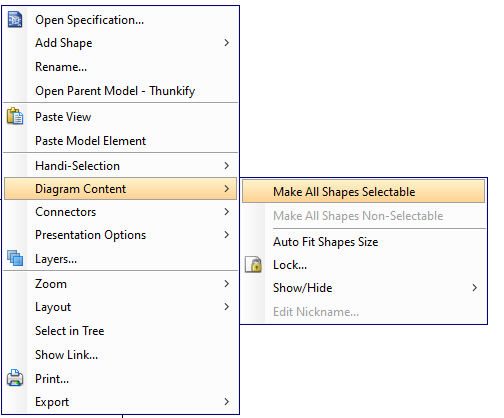 Open Specification...
Add Shape
Rename...
Open Parent Model - Thunkify
Paste View
Paste Model Element
Handi-Selection
Diagram Content
Connectors
Presentation Options
Layers...
Zoom
Layout
Select in Tree
Show Link...
Print...
Export
Make All Shapes Selectable
Make All Shapes Non-Selectable
Auto Fit Shapes Size
Lock...
Show/Hide
Edit Nickname...